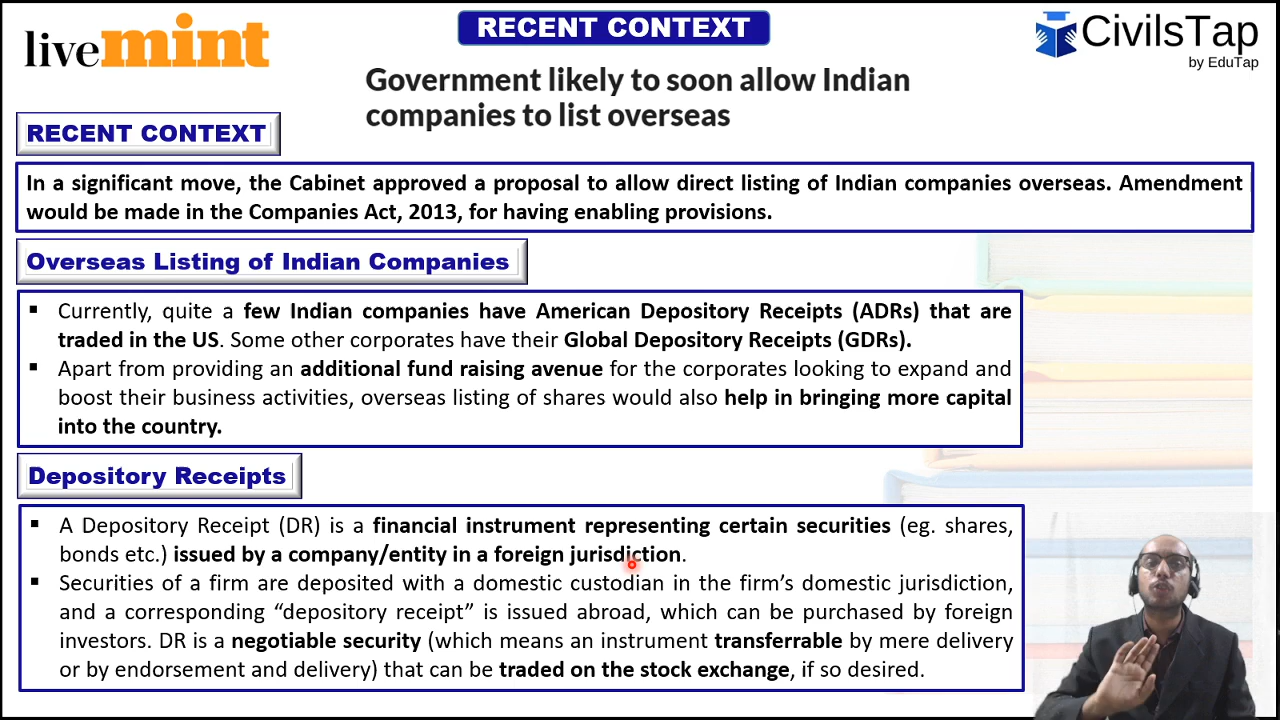 livemint
RECENT CONTEXT
CivilsTap
by EduTap
Government likely to soon allow Indian
companies to list overseas
RECENT CONTEXT
In a significant move, the Cabinet approved a proposal to allow direct listing of Indian companies overseas. Amendment
would be made in the Companies Act, 2013, for having enabling provisions.
Overseas Listing of Indian Companies
▪ Currently, quite a few Indian companies have American Depository Receipts (ADRs) that are
traded in the US. Some other corporates have their Global Depository Receipts (GDRs).
▪ Apart from providing an additional fund raising avenue for the corporates looking to expand and
boost their business activities, overseas listing of shares would also help in bringing more capital
into the country.
Depository Receipts
▪ A Depository Receipt (DR) is a financial instrument representing certain securities (eg. shares,
bonds etc.) issued by a company/entity in a foreign jurisdiction.
▪ Securities of a firm are deposited with a domestic custodian in the firm's domestic jurisdiction,
and a corresponding “depository receipt” is issued abroad, which can be purchased by foreign
investors. DR is a negotiable security (which means an instrument transferrable by mere delivery
or by endorsement and delivery) that can be traded on the stock exchange, if so desired.